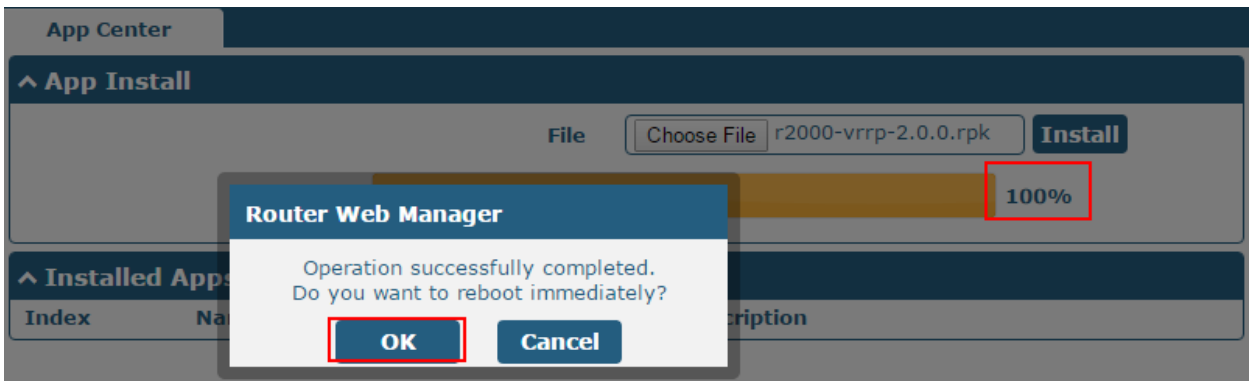 App Center
App Install
File Choose File r2000-vrrp-2.0.0.rpk Install
100%
Router Web Manager
Operation successfully completed.
Do you want to reboot immediately?
OK Cancel
Installed Apps
Index